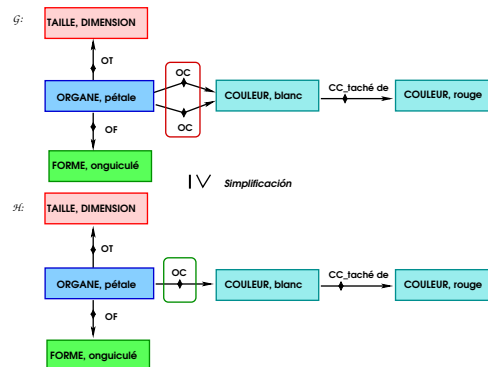 G:
TAILLE, DIMENSION
OT
OC
ORGANE, pétale
COULEUR, blanc
CC_taché de
COULEUR, rouge
OC
OF
FORME, onguiculé
Simplificación
H:
TAILLE, DIMENSION
OT
OC
ORGANE, pétale
COULEUR, blanc
CC_taché de
COULEUR, rouge
OF
FORME, onguiculé